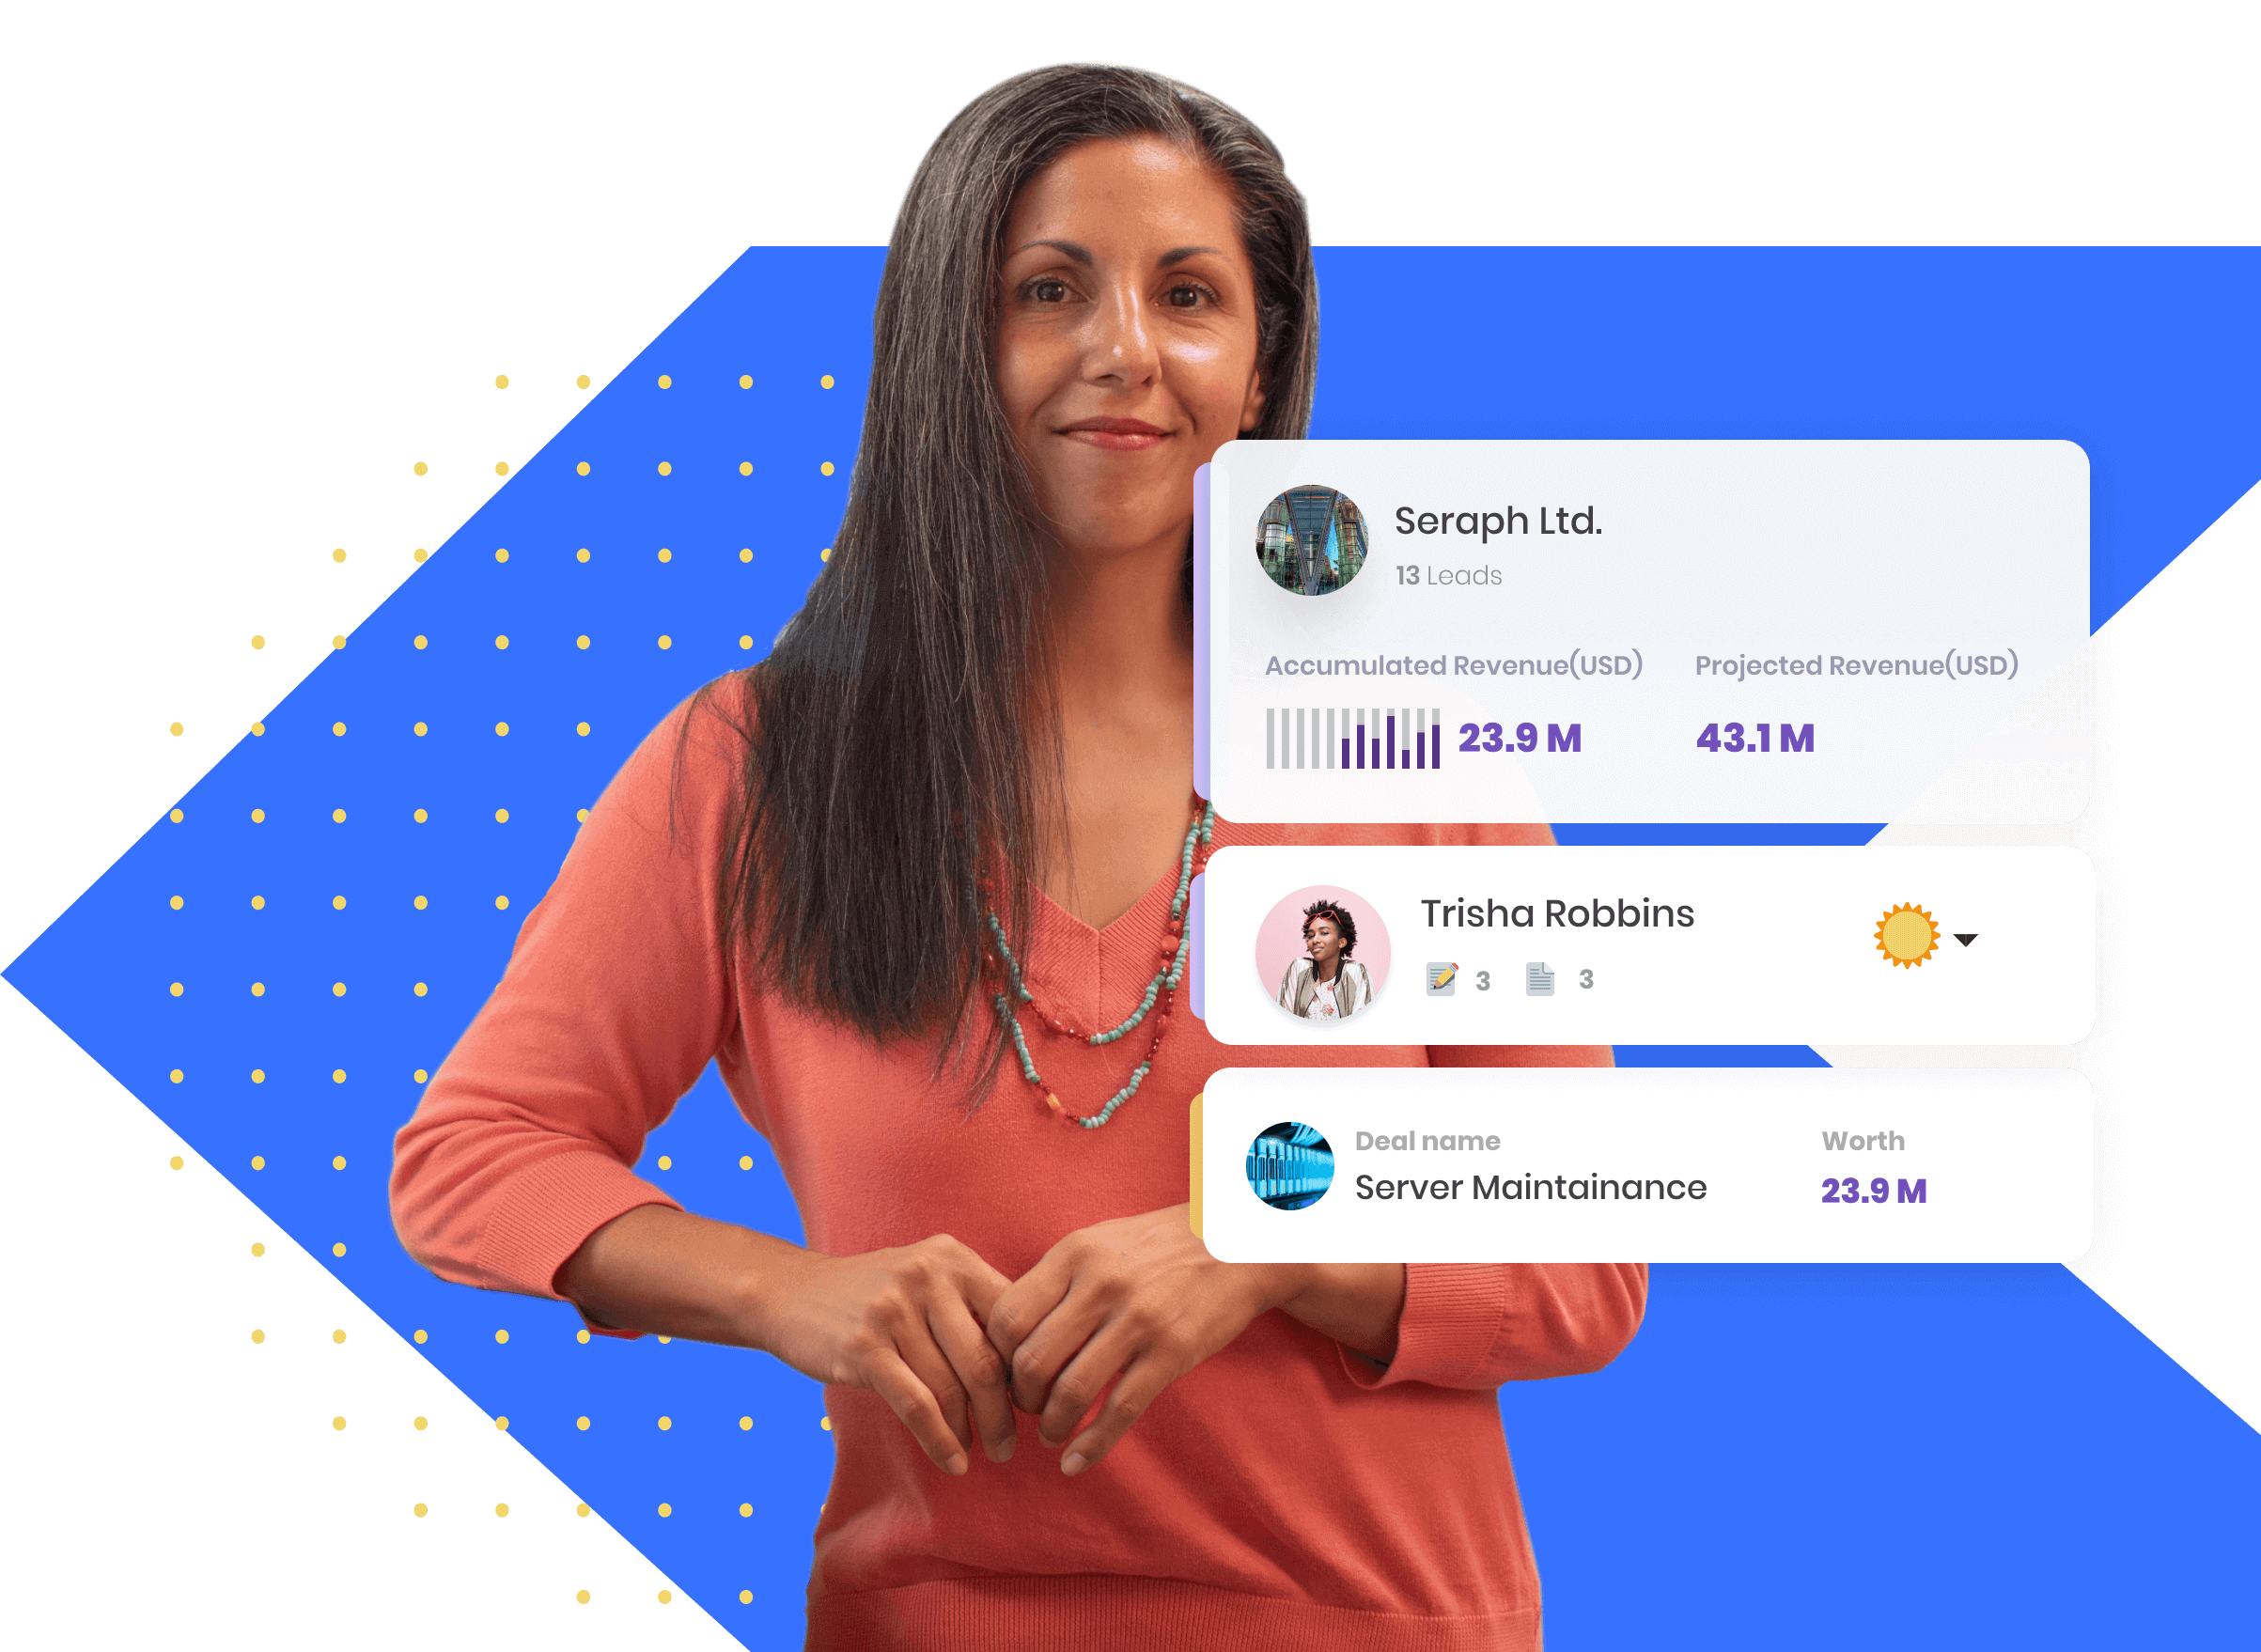 Seraph Ltd.
13 Leads
Accumulated Revenue(USD)
Projected Revenue(USD)
23.9 M
43.1 M
Trisha Robbins
3
3
Deal name
Worth
Server Maintainance
23.9 M